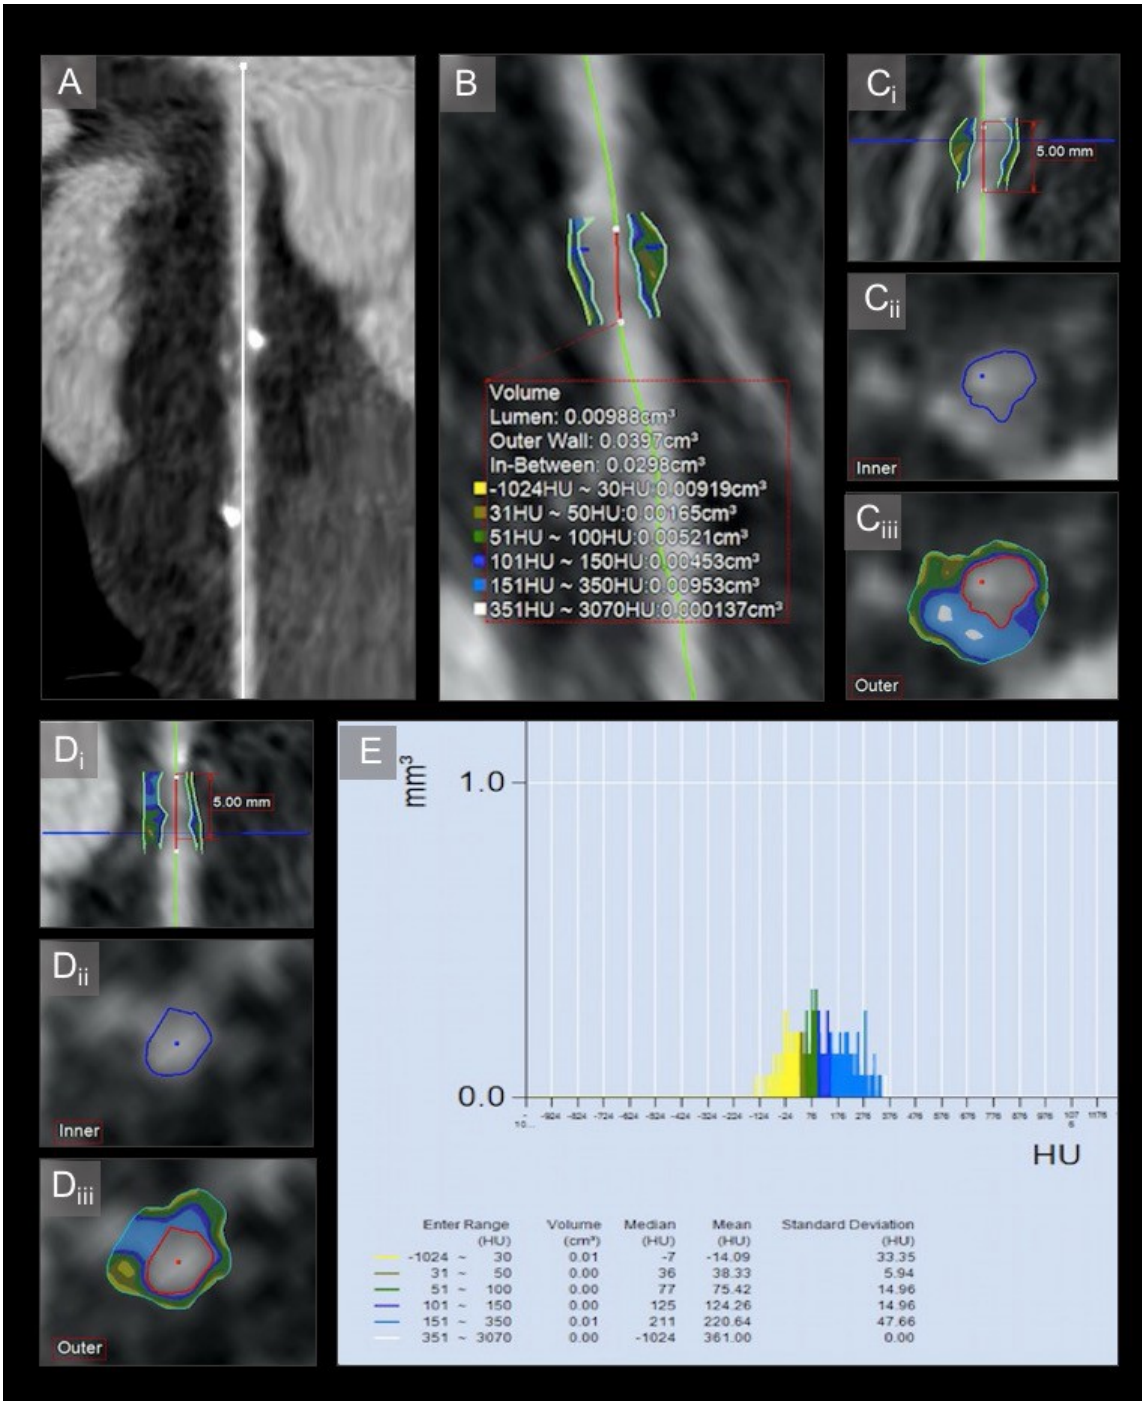 A
B
Volume
Lumen: 0.00988cm³
Outer Wall: 0.0397cm³
In-Between: 0.0298cm³
-1024HU ~ 30HU:0.00919cm³
31HU ~ 50HU:0.00165cm³
51HU ~ 100HU:0.00521cm³
101HU ~ 150HU:0.00453cm³
151HU ~ 350HU:0.00953cm³
351HU ~ 3070HU:0.000137cm³
Ci
5.00 mm
Cii
Inner
Ciii
Outer
Di
5.00 mm
Dii
Inner
Diii
Outer
E
mm³
1.0
0.0
-10... -924 -824 -724 -624 -524 -424 -324 -224 -124 -24 76 176 276 376 476 576 676 776 876 976 1076 1176
HU
Enter Range (HU) Volume (cm³) Median (HU) Mean (HU) Standard Deviation (HU)
-1024 ~ 30 0.01 -7 -14.09 33.35
31 ~ 50 0.00 36 38.33 5.94
51 ~ 100 0.00 77 75.42 14.96
101 ~ 150 0.00 125 124.26 14.96
151 ~ 350 0.01 211 220.64 47.66
351 ~ 3070 0.00 -1024 361.00 0.00